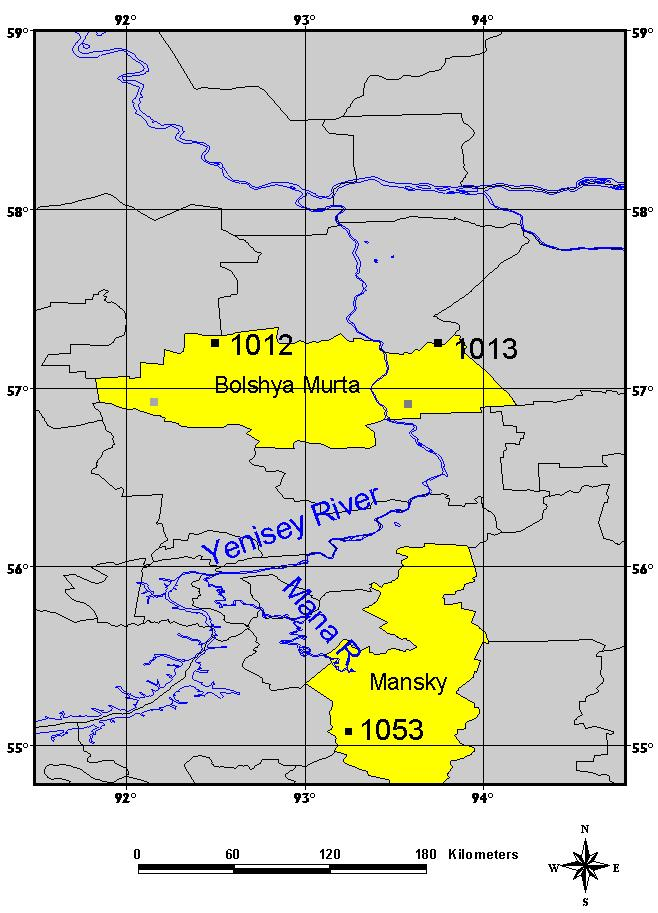 92° 93° 94°
59° 59°
58° 58°
1012
1013
57° 57°
Bolshya Murta
Yenisey River
56° 56°
Mana R
Mansky
1053
55° 55°
92° 93° 94°
0 60 120 180 Kilometers
N
W E
S